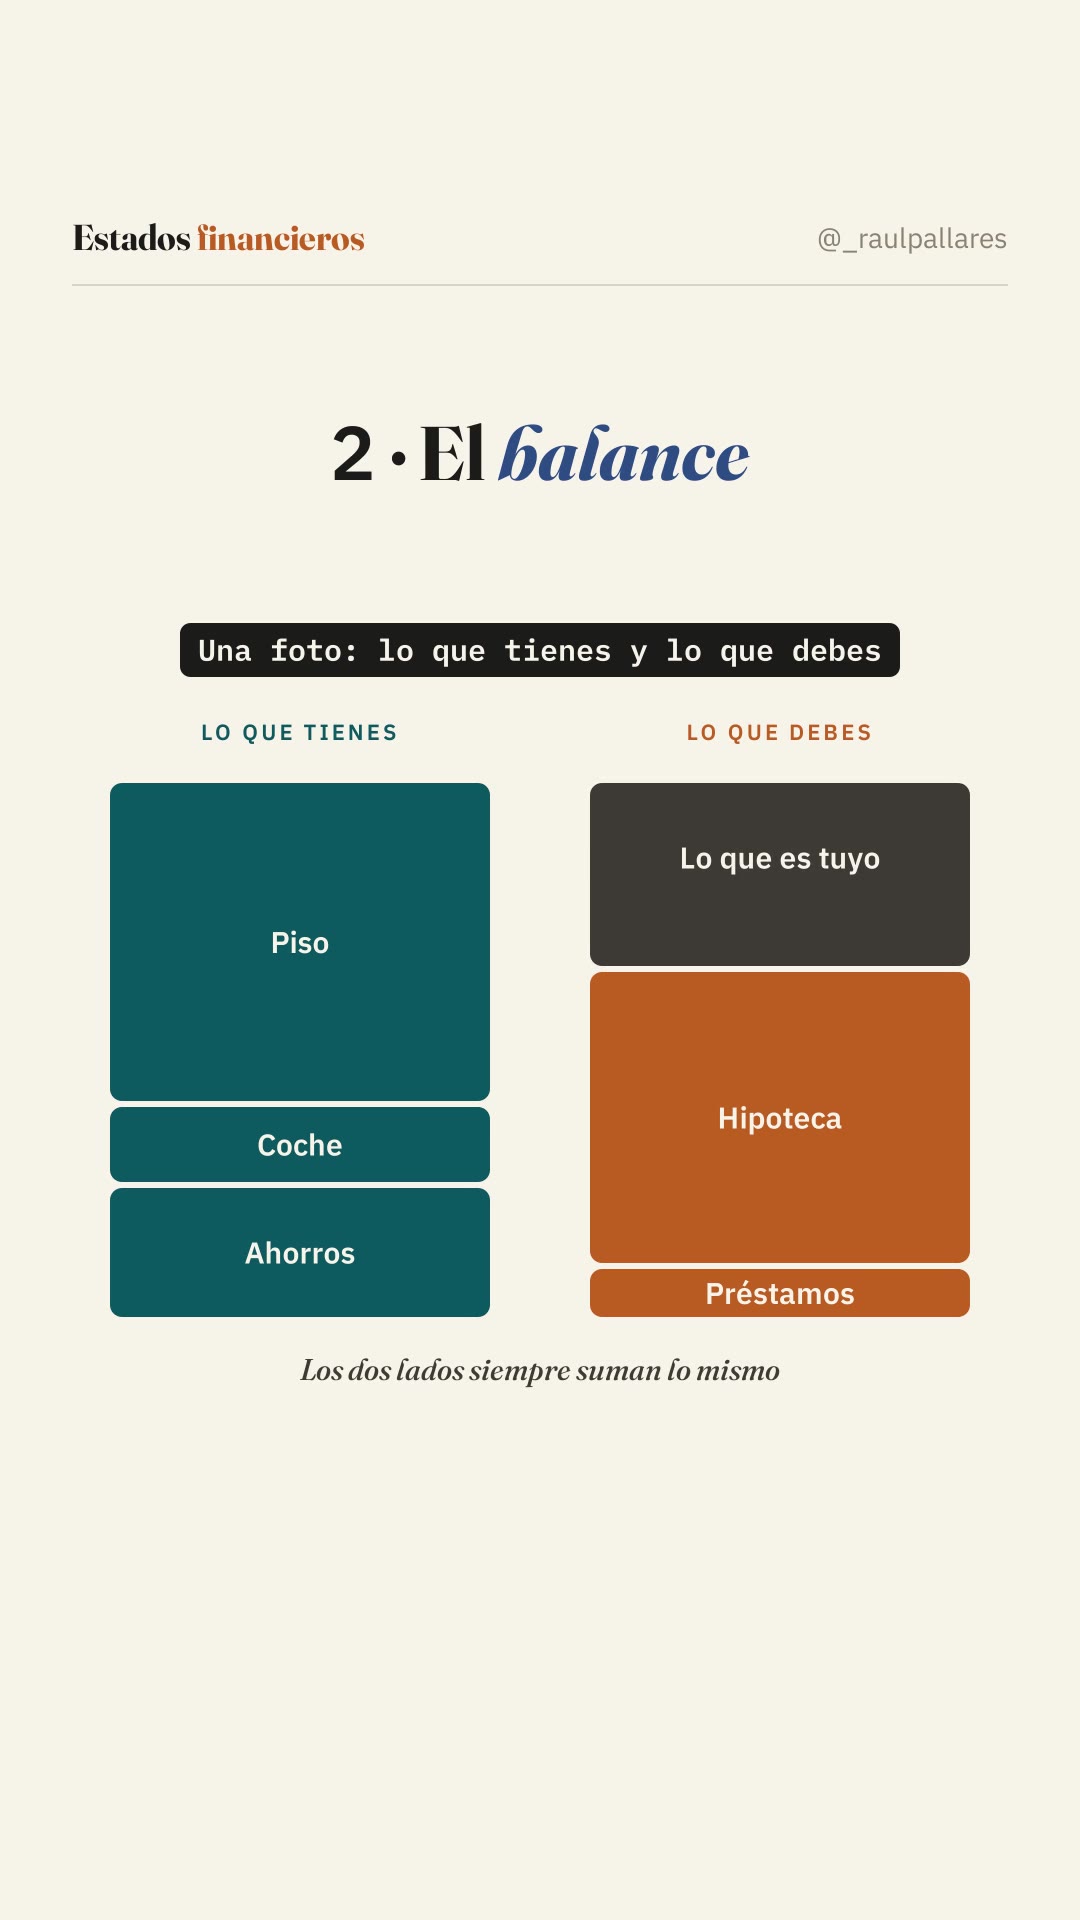 Estados financieros
@_raulpallares
2 · El balance
Una foto: lo que tienes y lo que debes
LO QUE TIENES
Piso
Coche
Ahorros
LO QUE DEBES
Lo que es tuyo
Hipoteca
Préstamos
Los dos lados siempre suman lo mismo